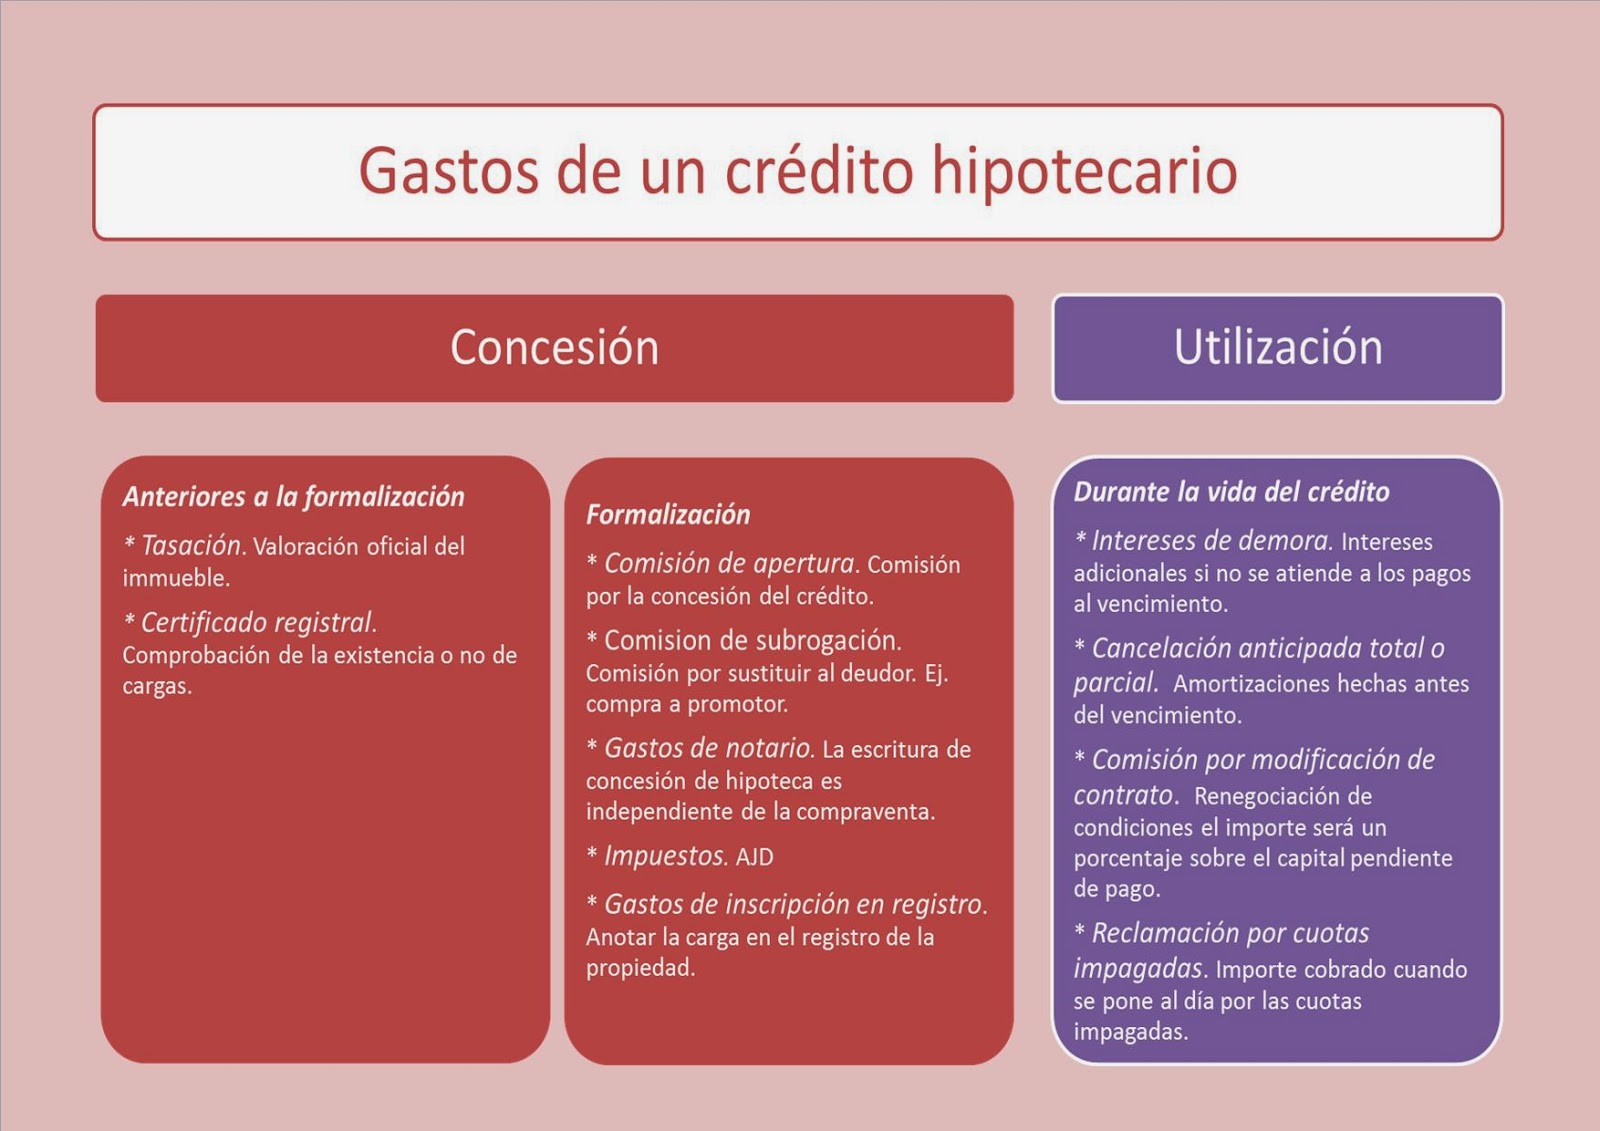 Gastos de un crédito hipotecario
Concesión
Utilización
Anteriores a la formalización
* Tasación. Valoración oficial del
immueble.
* Certificado registral.
Comprobación de la existencia o no de
cargas.
Formalización
* Comisión de apertura. Comisión
por la concesión del crédito.
* Comision de subrogación.
Comisión por sustituir al deudor. Ej.
compra a promotor.
* Gastos de notario. La escritura de
concesión de hipoteca es
independiente de la compraventa.
* Impuestos. AJD
* Gastos de inscripción en registro.
Anotar la carga en el registro de la
propiedad.
Durante la vida del crédito
* Intereses de demora. Intereses
adicionales si no se atiende a los pagos
al vencimiento.
* Cancelación anticipada total o
parcial. Amortizaciones hechas antes
del vencimiento.
* Comisión por modificación de
contrato. Renegociación de
condiciones el importe será un
porcentaje sobre el capital pendiente
de pago.
* Reclamación por cuotas
impagadas. Importe cobrado cuando
se pone al día por las cuotas
impagadas.